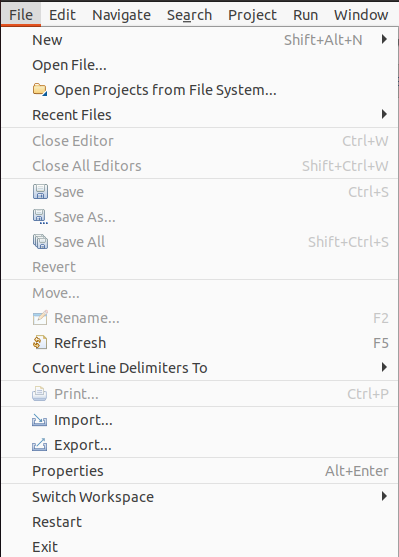 File Edit Navigate Search Project Run Window
New Shift+Alt+N
Open File...
Open Projects from File System...
Recent Files
Close Editor Ctrl+W
Close All Editors Shift+Ctrl+W
Save Ctrl+S
Save As...
Save All Shift+Ctrl+S
Revert
Move...
Rename... F2
Refresh F5
Convert Line Delimiters To
Print... Ctrl+P
Import...
Export...
Properties Alt+Enter
Switch Workspace
Restart
Exit